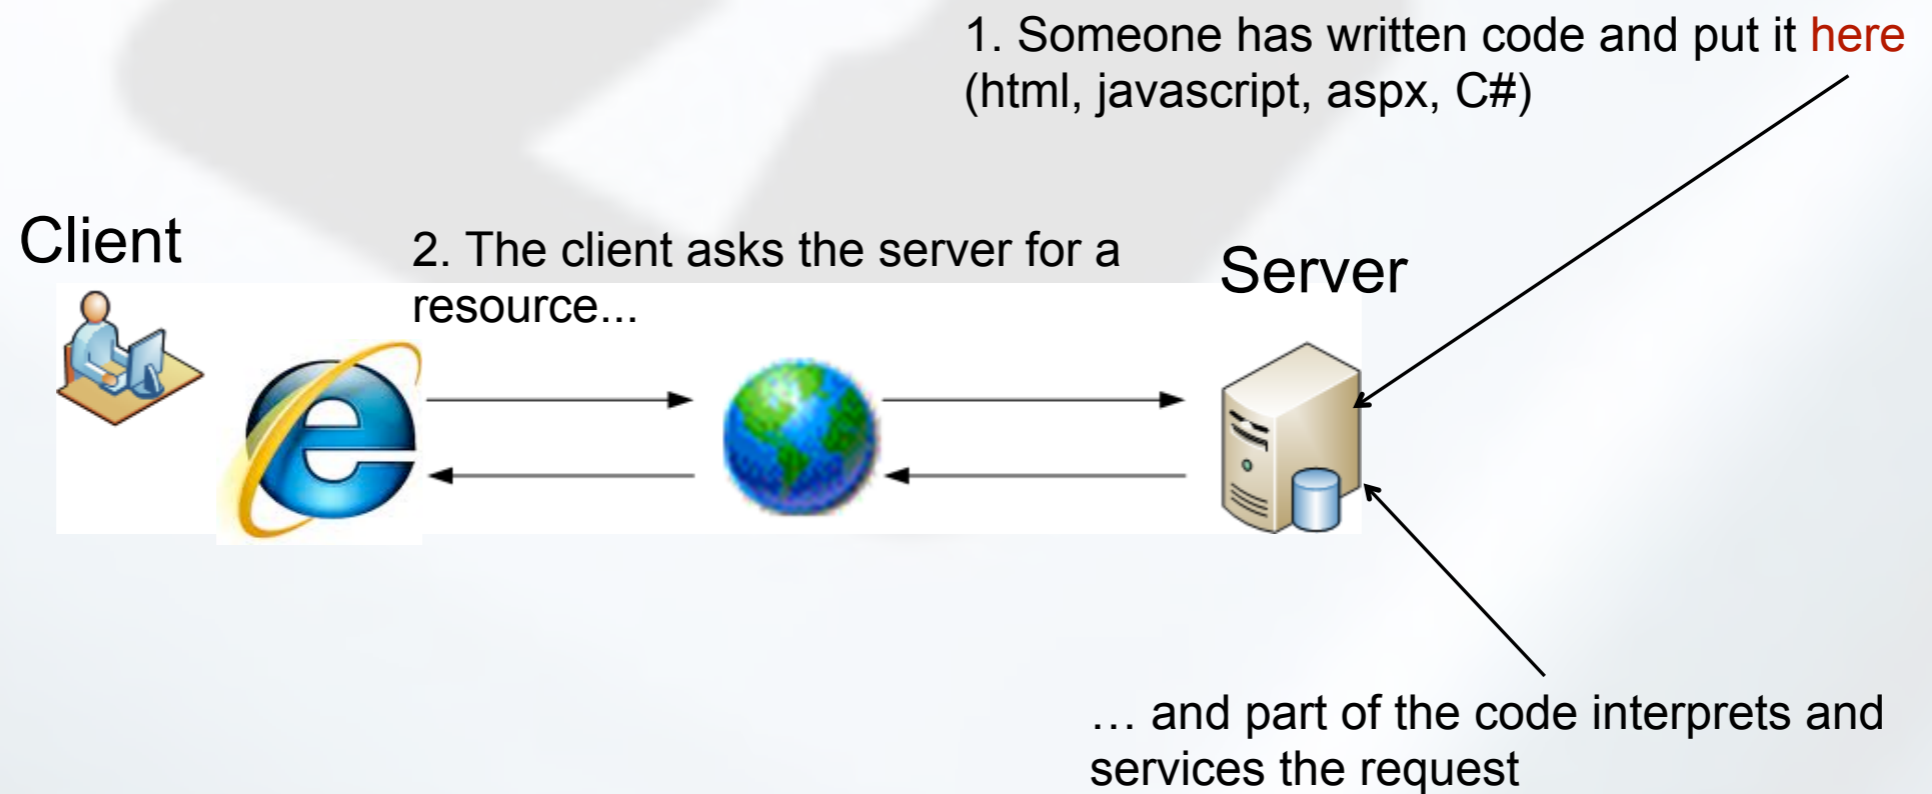 1. Someone has written code and put it here
(html, javascript, aspx, C#)
Client
2. The client asks the server for a
resource...
Server
… and part of the code interprets and
services the request